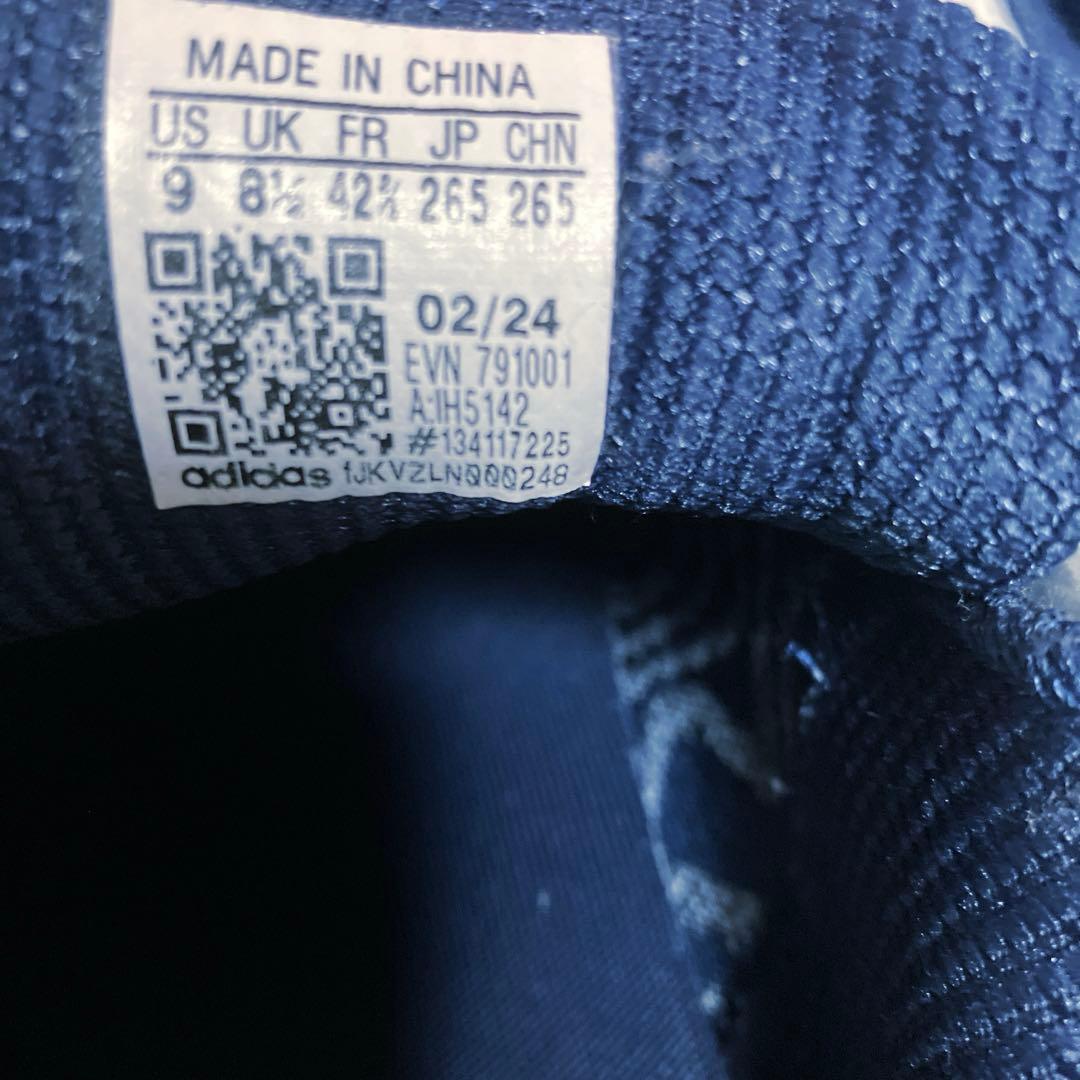 MADE IN CHINA
US UK FR JP CHN
9 8½ 42⅔ 265 265
02/24
EVN 791001
A:IH5142
#134117225
adidas